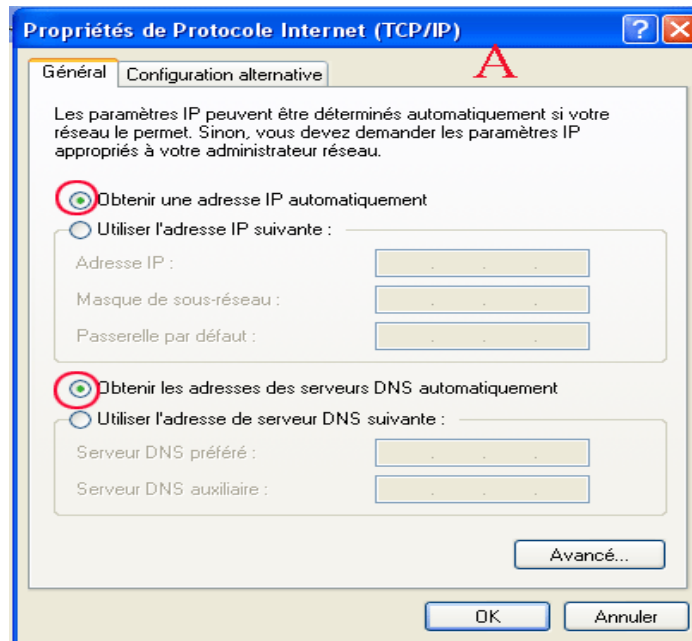 Propriétés de Protocole Internet (TCP/IP)
A
Général
Configuration alternative
Les paramètres IP peuvent être déterminés automatiquement si votre
réseau le permet. Sinon, vous devez demander les paramètres IP
appropriés à votre administrateur réseau.
Obtenir une adresse IP automatiquement
Utiliser l'adresse IP suivante :
Adresse IP :
Masque de sous-réseau :
Passerelle par défaut :
Obtenir les adresses des serveurs DNS automatiquement
Utiliser l'adresse de serveur DNS suivante :
Serveur DNS préféré :
Serveur DNS auxiliaire :
Avancé...
OK
Annuler